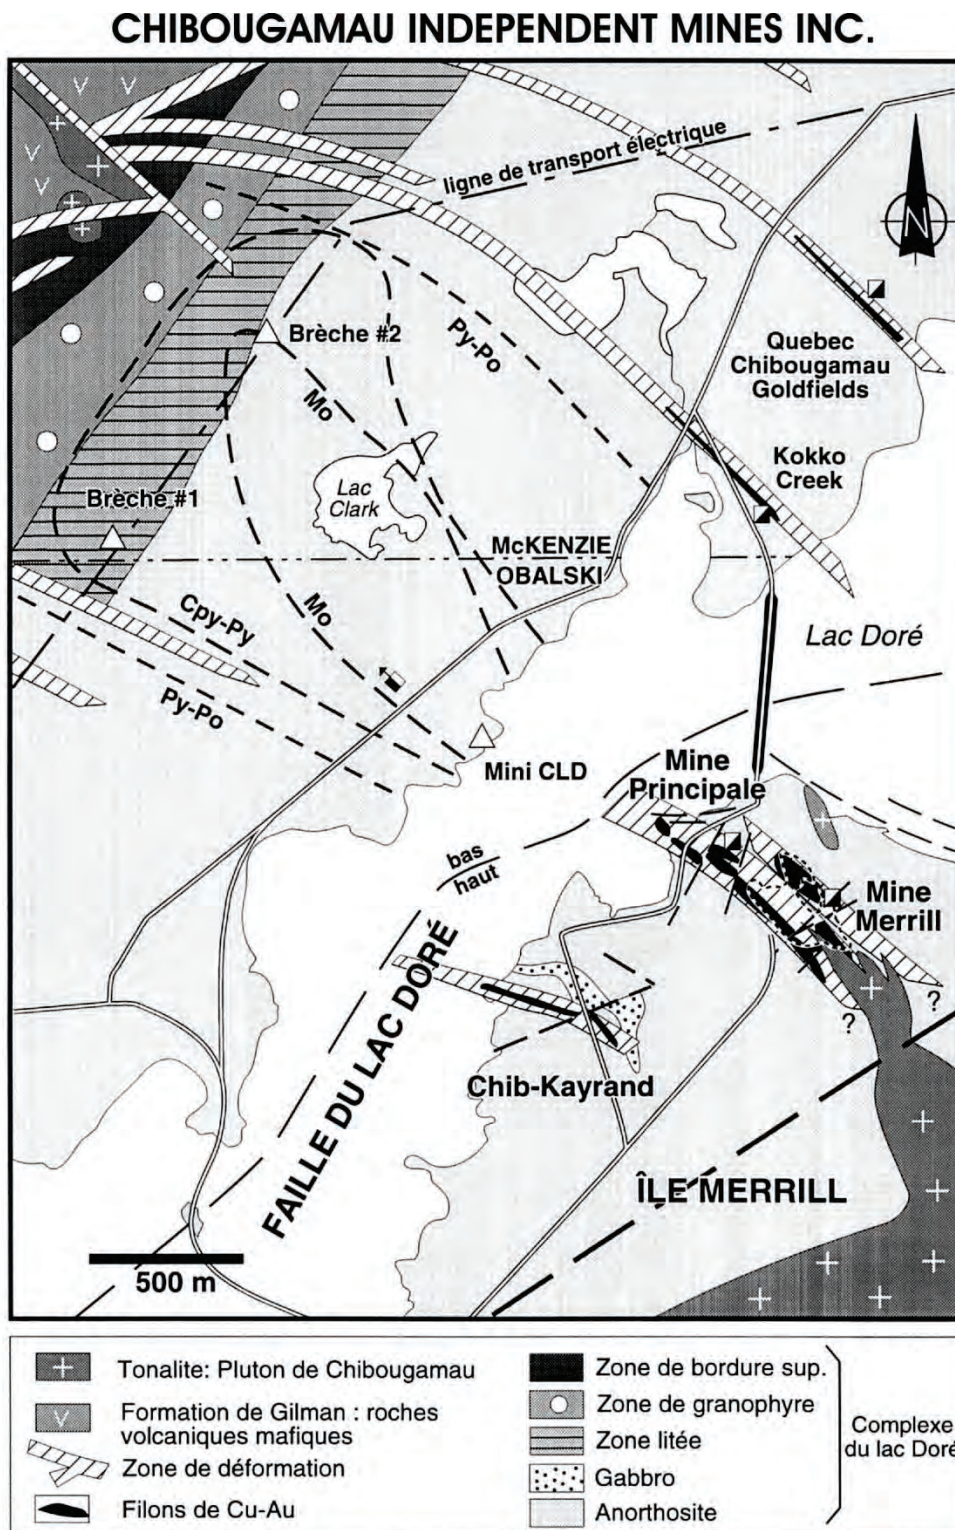 CHIBOUGAMAU INDEPENDENT MINES INC.
ligne de transport électrique
N
Brèche #2
Py-Po
Quebec
Chibougamau
Goldfields
Mo
Kokko
Creek
Lac
Clark
Brèche #1
McKENZIE
OBALSKI
Mo
Cpy-Py
Lac Doré
Py-Po
Mini CLD
Mine
Principale
bas
haut
Mine
Merrill
FAILLE DU LAC DORÉ
?
?
Chib-Kayrand
ÎLE MERRILL
500 m
Tonalite: Pluton de Chibougamau
V
Formation de Gilman : roches
volcaniques mafiques
Zone de déformation
Filons de Cu-Au
Zone de bordure sup.
Zone de granophyre
Zone litée
Gabbro
Anorthosite
Complexe
du lac Doré